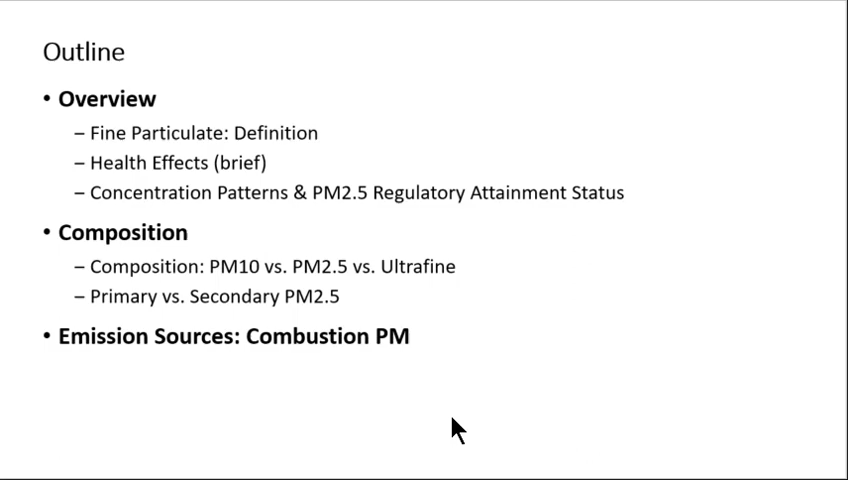 Outline
• Overview
– Fine Particulate: Definition
– Health Effects (brief)
– Concentration Patterns & PM2.5 Regulatory Attainment Status
• Composition
– Composition: PM10 vs. PM2.5 vs. Ultrafine
– Primary vs. Secondary PM2.5
• Emission Sources: Combustion PM